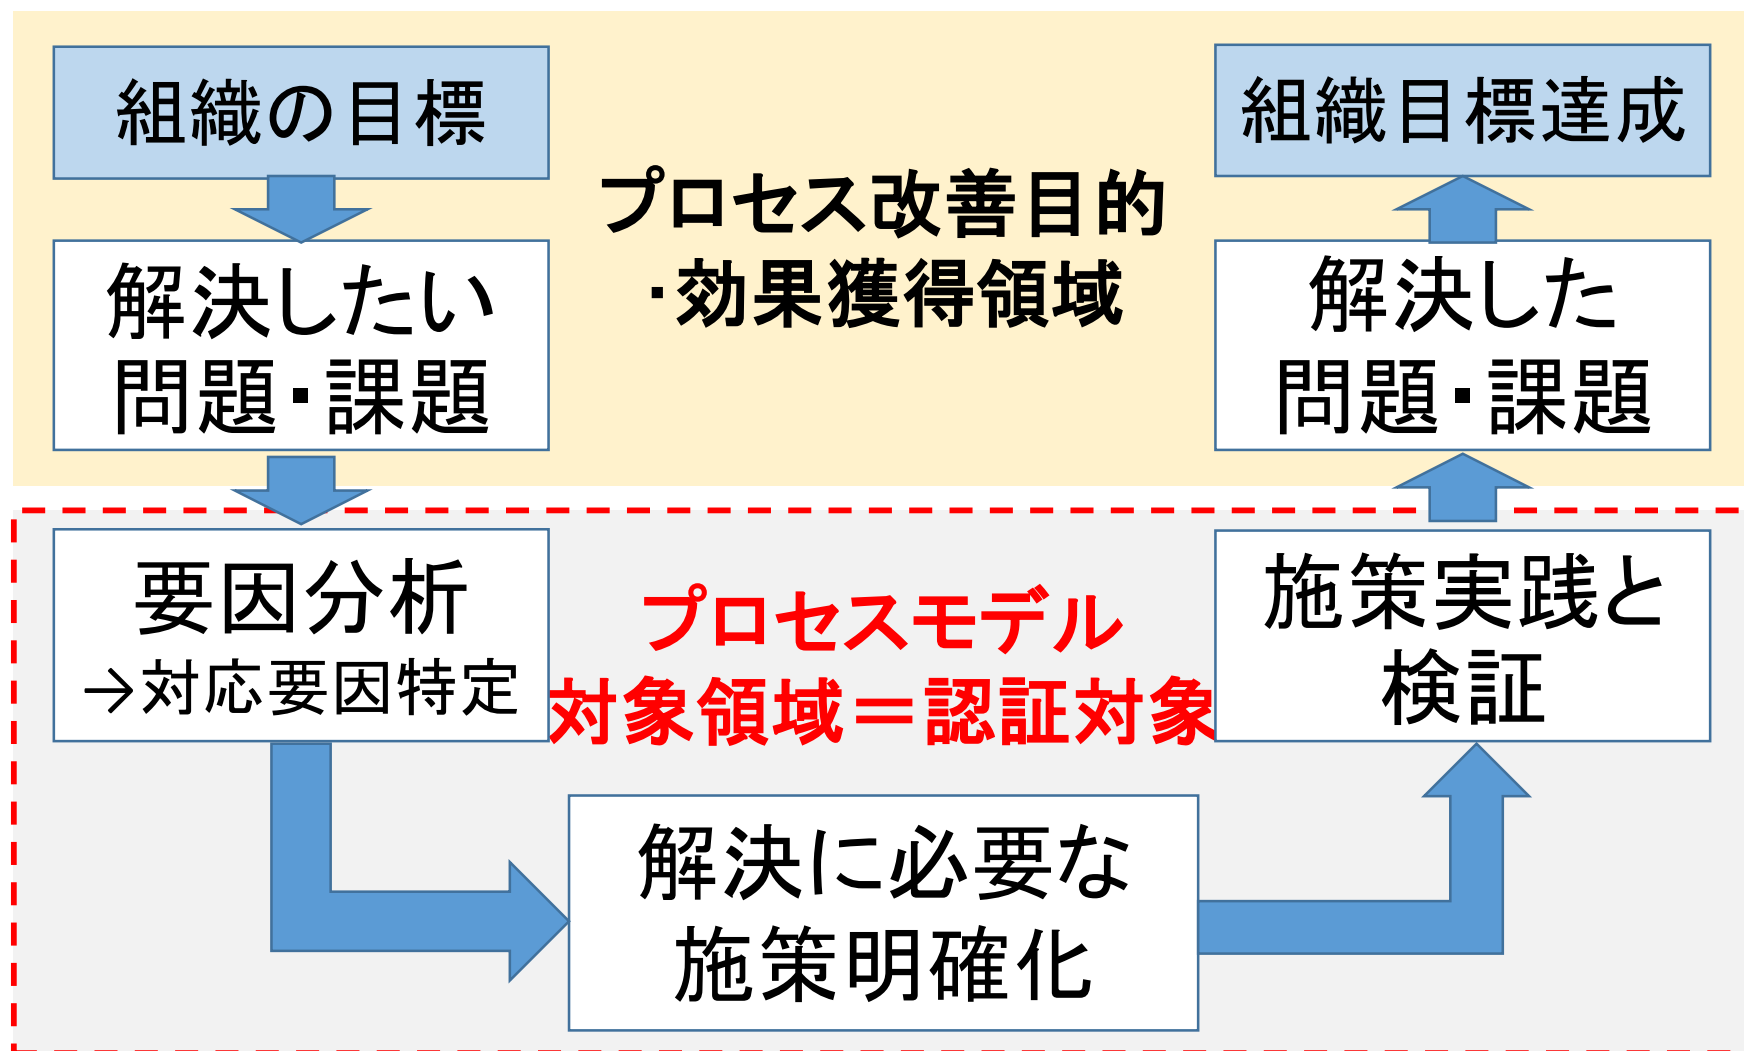 組織の目標
解決したい
問題・課題
プロセス改善目的
・効果獲得領域
組織目標達成
解決した
問題・課題
要因分析
→対応要因特定
プロセスモデル
対象領域＝認証対象
施策実践と
検証
解決に必要な
施策明確化